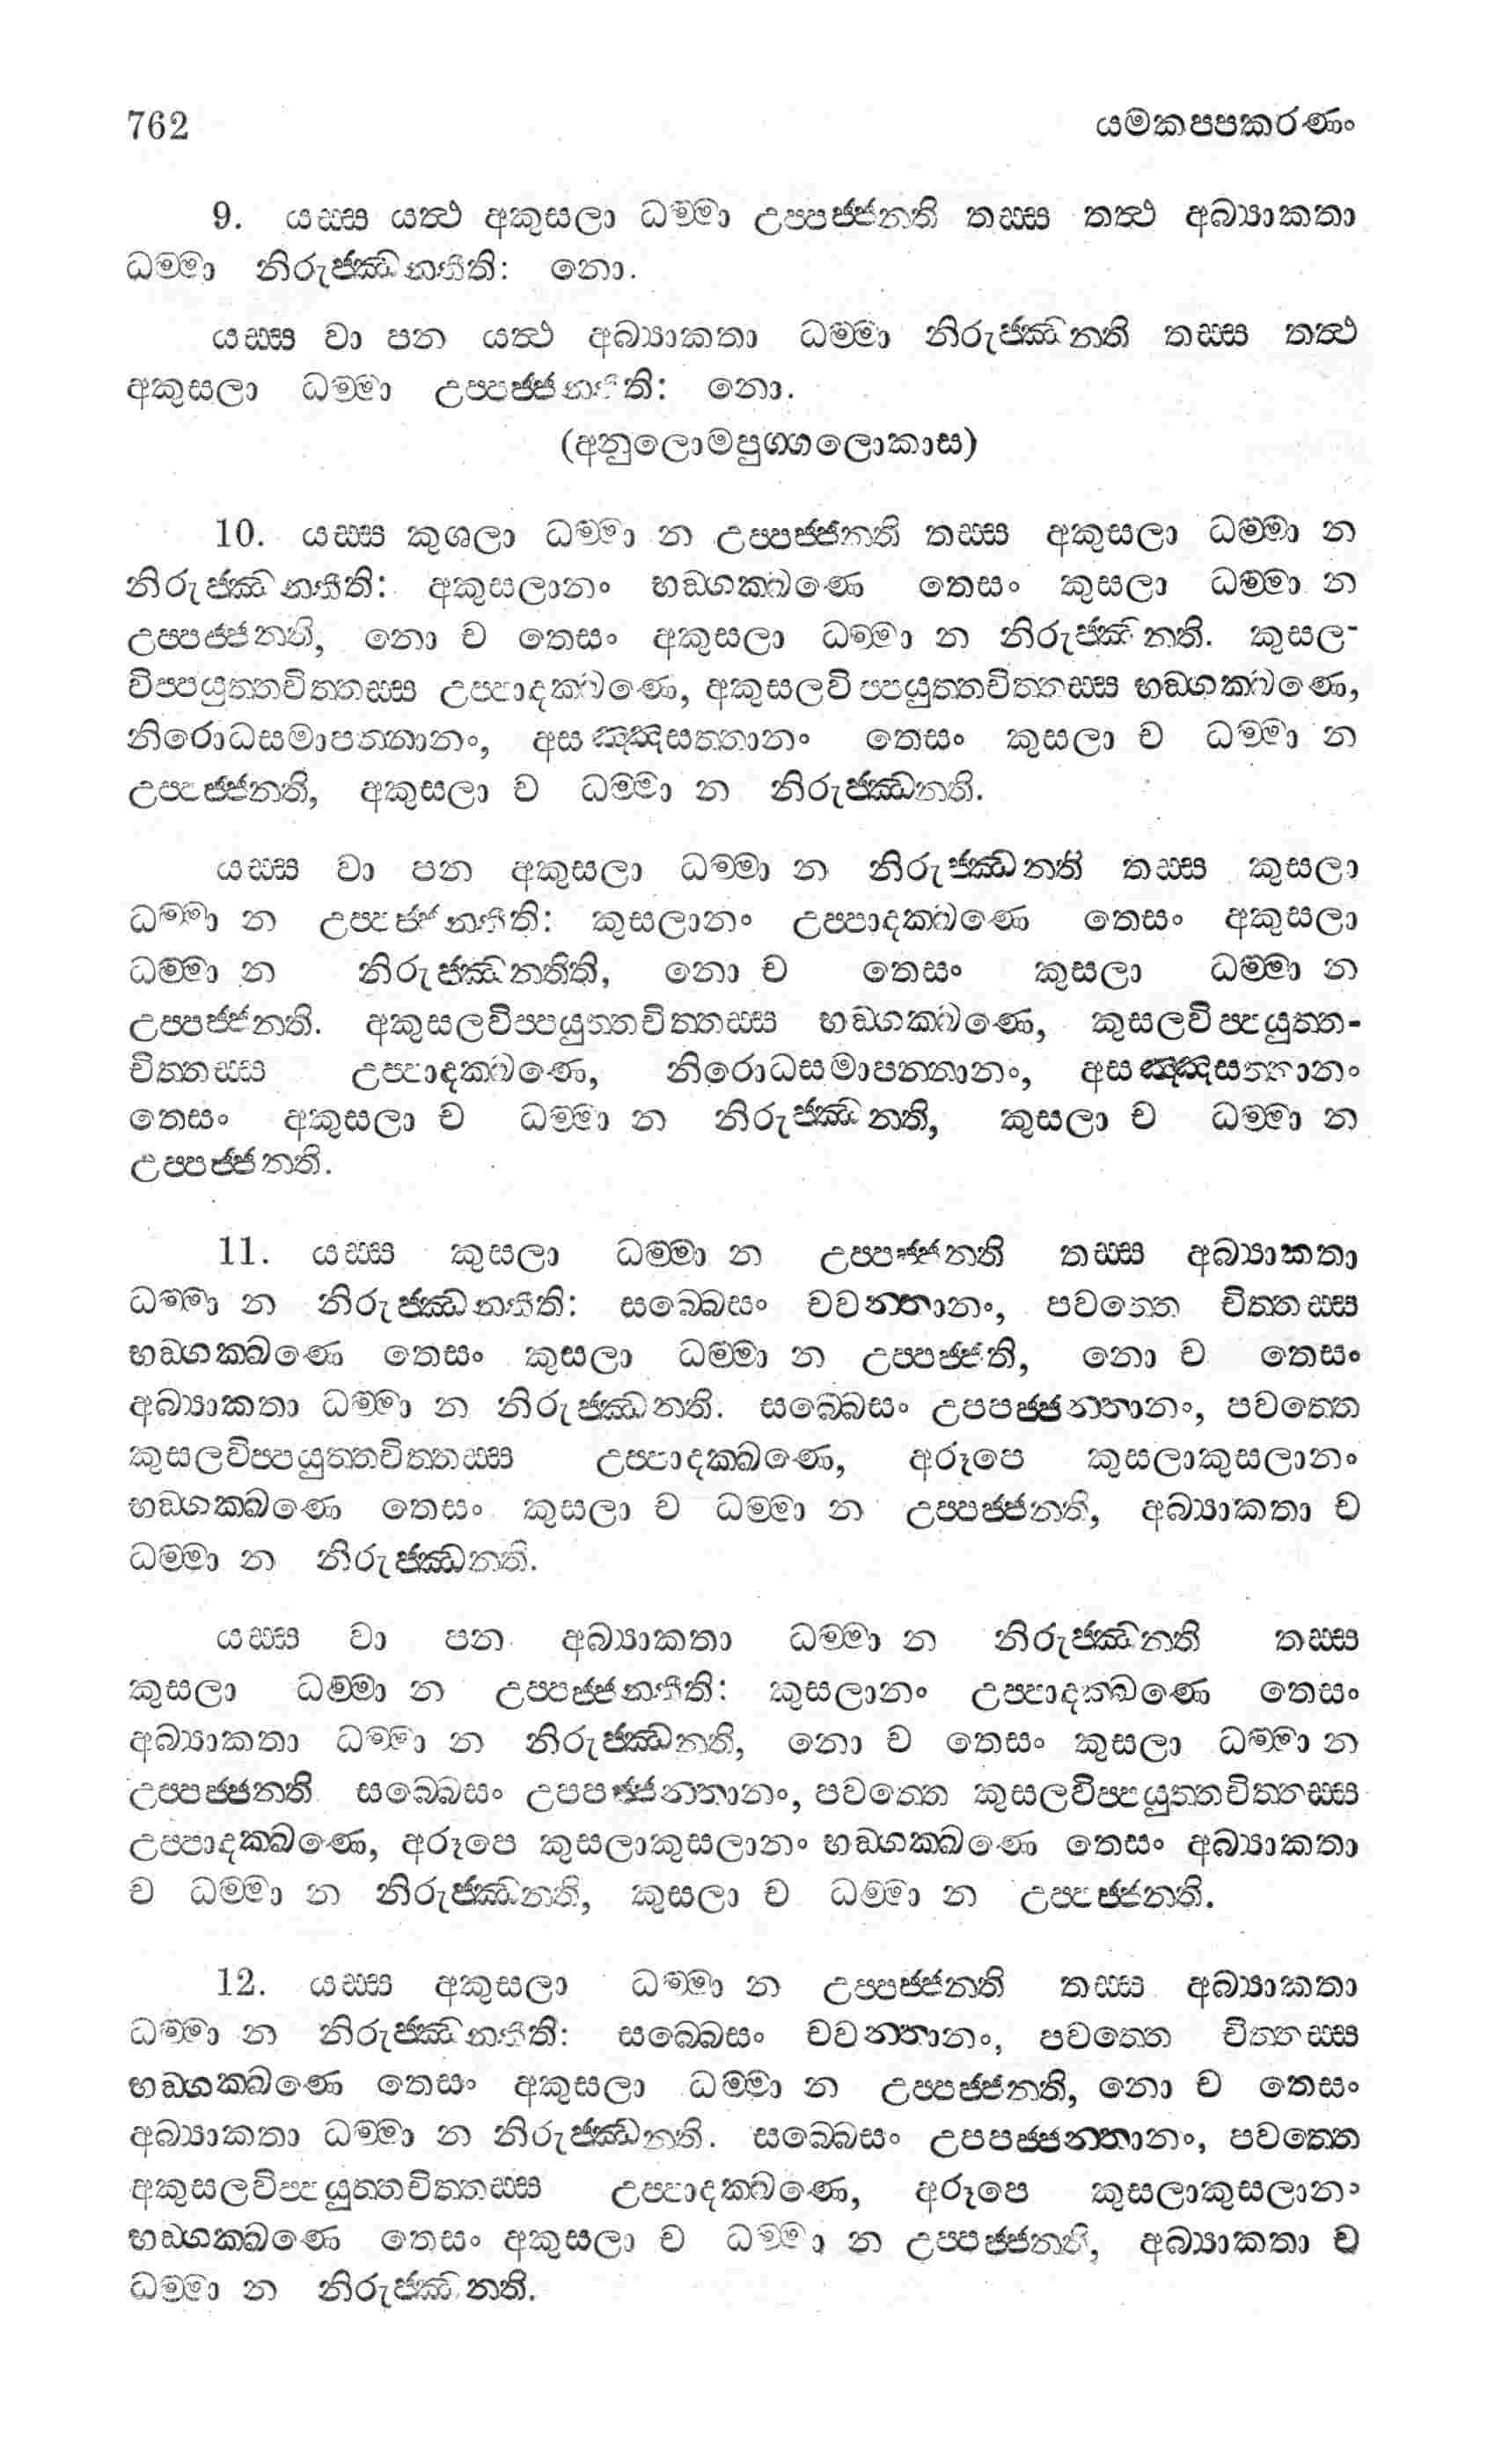 762 යමකපපකරණං
9. යස්ස යත්‍ථ අකුසලා ධම්මා උප්පජ්ජන්ති තස්ස තත්‍ථ අබ්‍යාකතා
ධම්මා නිරුජ්ඣන්තීති: නො.
යස්ස වා පන යත්‍ථ අබ්‍යාකතා ධම්මා නිරුජ්ඣන්ති තස්ස තත්‍ථ
අකුසලා ධම්මා උප්පජ්ජන්තීති: නො.
(අනුලොමපුග්ගලොකාස)
10. යස්ස කුශලා ධම්මා න උප්පජ්ජන්ති තස්ස අකුසලා ධම්මා න
නිරුජ්ඣන්තීති: අකුසලානං භඞ්ගක්ඛණෙ තෙසං කුසලා ධම්මා න
උප්පජ්ජන්ති, නො ච තෙසං අකුසලා ධම්මා න නිරුජ්ඣන්ති. කුසල-
විප්පයුත්තචිත්තස්ස උප්පාදක්ඛණෙ, අකුසලවිප්පයුත්තචිත්තස්ස භඞ්ගක්ඛණෙ,
නිරොධසමාපන්නානං, අසඤ්ඤසත්තානං තෙසං කුසලා ච ධම්මා න
උප්පජ්ජන්ති, අකුසලා ච ධම්මා න නිරුජ්ඣන්ති.
යස්ස වා පන අකුසලා ධම්මා න නිරුජ්ඣන්ති තස්ස කුසලා
ධම්මා න උප්පජ්ජන්තීති: කුසලානං උප්පාදක්ඛණෙ තෙසං අකුසලා
ධම්මා න නිරුජ්ඣන්තිති, නො ච තෙසං කුසලා ධම්මා න
උප්පජ්ජන්ති. අකුසලවිප්පයුත්තචිත්තස්ස භඞ්ගක්ඛණෙ, කුසලවිප්පයුත්ත-
චිත්තස්ස උප්පාදක්ඛණෙ, නිරොධසමාපන්නානං, අසඤ්ඤසත්තානං
තෙසං අකුසලා ච ධම්මා න නිරුජ්ඣන්ති, කුසලා ච ධම්මා න
උප්පජ්ජන්ති.
11. යස්ස කුසලා ධම්මා න උප්පජ්ජන්ති තස්ස අබ්‍යාකතා
ධම්මා න නිරුජ්ඣන්තීති: සබ්බෙසං චවන්තානං, පවත්තෙ චිත්තස්ස
භඞ්ගක්ඛණෙ තෙසං කුසලා ධම්මා න උප්පජ්ජති, නො ච තෙසං
අබ්‍යාකතා ධම්මා න නිරුජ්ඣන්ති. සබ්බෙසං උපපජ්ජන්තානං, පවත්තෙ
කුසලවිප්පයුත්තචිත්තස්ස උප්පාදක්ඛණෙ, අරූපෙ කුසලාකුසලානං
භඞ්ගක්ඛණෙ තෙසං කුසලා ච ධම්මා න උප්පජ්ජන්ති, අබ්‍යාකතා ච
ධම්මා න නිරුජ්ඣන්ති.
යස්ස වා පන අබ්‍යාකතා ධම්මා න නිරුජ්ඣන්ති තස්ස
කුසලා ධම්මා න උප්පජ්ජන්තීති: කුසලානං උප්පාදක්ඛණෙ තෙසං
අබ්‍යාකතා ධම්මා න නිරුජ්ඣන්ති, නො ච තෙසං කුසලා ධම්මා න
උප්පජ්ජන්ති සබ්බෙසං උපපජ්ජන්තානං, පවත්තෙ කුසලවිප්පයුත්තචිත්තස්ස
උප්පාදක්ඛණෙ, අරූපෙ කුසලාකුසලානං භඞ්ගක්ඛණෙ තෙසං අබ්‍යාකතා
ච ධම්මා න නිරුජ්ඣන්ති, කුසලා ච ධම්මා න උප්පජ්ජන්ති.
12. යස්ස අකුසලා ධම්මා න උප්පජ්ජන්ති තස්ස අබ්‍යාකතා
ධම්මා න නිරුජ්ඣන්තීති: සබ්බෙසං චවන්තානං, පවත්තෙ චිත්තස්ස
භඞ්ගක්ඛණෙ තෙසං අකුසලා ධම්මා න උප්පජ්ජන්ති, නො ච තෙසං
අබ්‍යාකතා ධම්මා න නිරුජ්ඣන්ති. සබ්බෙසං උපපජ්ජන්තානං, පවත්තෙ
අකුසලවිප්පයුත්තචිත්තස්ස උප්පාදක්ඛණෙ, අරූපෙ කුසලාකුසලානං
භඞ්ගක්ඛණෙ තෙසං අකුසලා ච ධම්මා න උප්පජ්ජන්ති, අබ්‍යාකතා ච
ධම්මා න නිරුජ්ඣන්ති.